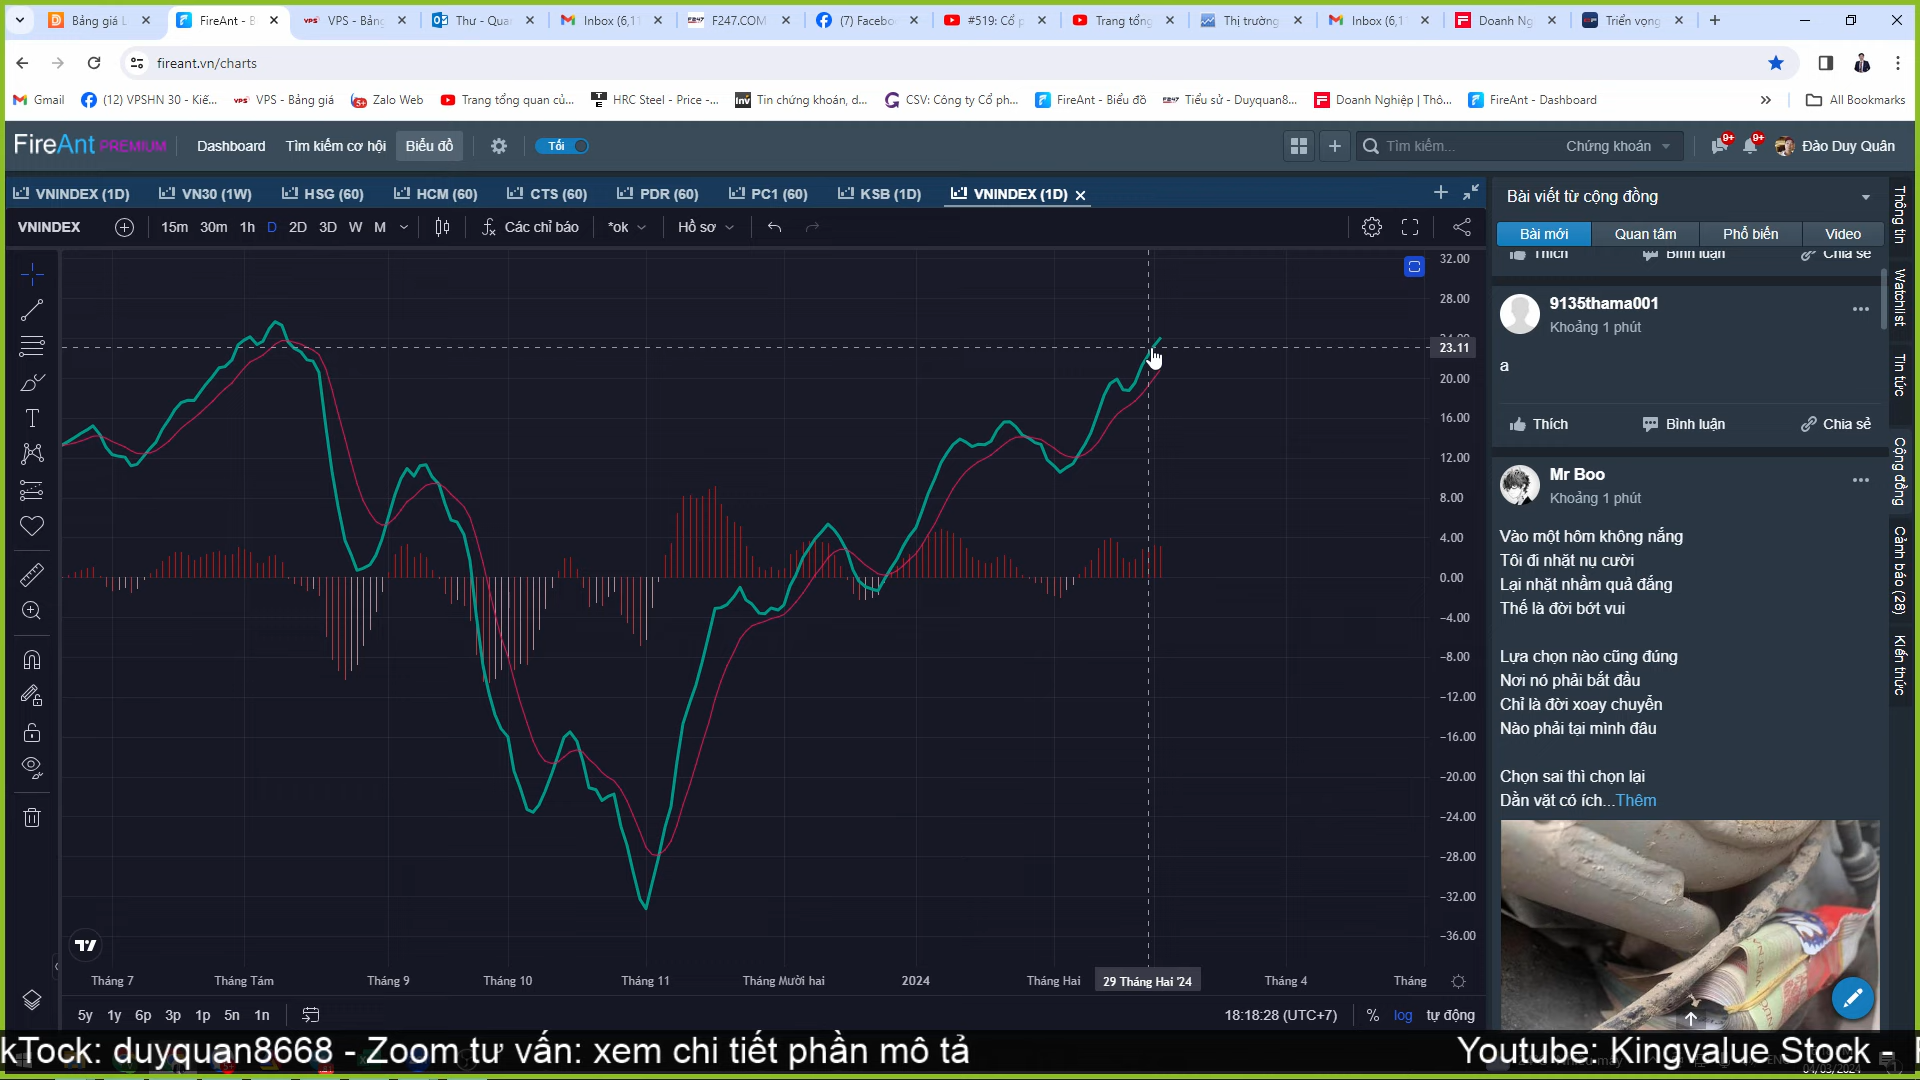 Bảng giá l
FireAnt - B
VPS - Bảng
Thư - Quâ
Inbox (6,1
F247.COM
(7) Facebo
#519: Cổ p
Trang tổng
Thị trường
Inbox (6,1
Doanh Ng
Triển vọng
fireant.vn/charts
Gmail
(12) VPSHN 30 - Kiế...
VPS - Bảng giá
Zalo Web
Trang tổng quan củ...
HRC Steel - Price -...
Tin chứng khoán, d...
CSV: Công ty Cổ ph...
FireAnt - Biểu đồ
Tiểu sử - Duyquan8...
Doanh Nghiệp | Thô...
FireAnt - Dashboard
All Bookmarks
FireAnt PREMIUM
Dashboard
Tìm kiếm cơ hội
Biểu đồ
Tối
Tìm kiếm...
Chứng khoán
9+
9+
Đào Duy Quân
VNINDEX (1D)
VN30 (1W)
HSG (60)
HCM (60)
CTS (60)
PDR (60)
PC1 (60)
KSB (1D)
VNINDEX (1D)
VNINDEX
15m 30m 1h D 2D 3D W M
Các chỉ báo
*ok
Hồ sơ
32.00
28.00
24.00
23.11
20.00
16.00
12.00
8.00
4.00
0.00
−4.00
−8.00
−12.00
−16.00
−20.00
−24.00
−28.00
−32.00
−36.00
Tháng 7
Tháng Tám
Tháng 9
Tháng 10
Tháng 11
Tháng Mười hai
2024
Tháng Hai
29 Tháng Hai '24
Tháng 4
Tháng
5y 1y 6p 3p 1p 5n 1n
18:18:28 (UTC+7)
%
log
tự động
Bài viết từ cộng đồng
Bài mới
Quan tâm
Phổ biến
Video
Thích
Bình luận
Chia sẻ
9135thama001
Khoảng 1 phút
a
Thích
Bình luận
Chia sẻ
Mr Boo
Khoảng 1 phút
Vào một hôm không nắng
Tôi đi nhặt nụ cười
Lại nhặt nhầm quả đắng
Thế là đời bớt vui
Lựa chọn nào cũng đúng
Nơi nó phải bắt đầu
Chỉ là đời xoay chuyển
Nào phải tại mình đâu
Chọn sai thì chọn lại
Dằn vặt có ích...Thêm
Thông tin
Watchlist
Tin tức
Cộng đồng
Cảnh báo (28)
Kiến thức
kTock: duyquan8668 - Zoom tư vấn: xem chi tiết phần mô tả
Youtube: Kingvalue Stock -
04/03/2024